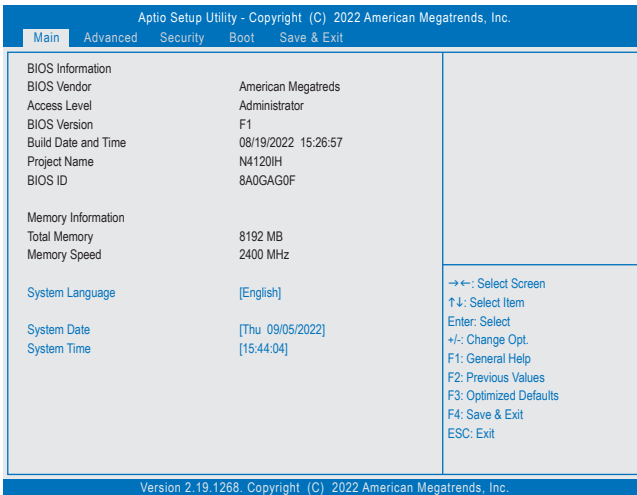 Aptio Setup Utility - Copyright (C) 2022 American Megatrends, Inc.
Main Advanced Security Boot Save & Exit
BIOS Information
BIOS Vendor American Megatreds
Access Level Administrator
BIOS Version F1
Build Date and Time 08/19/2022 15:26:57
Project Name N4120IH
BIOS ID 8A0GAG0F
Memory Information
Total Memory 8192 MB
Memory Speed 2400 MHz
System Language [English]
System Date [Thu 09/05/2022]
System Time [15:44:04]
→←: Select Screen
↑↓: Select Item
Enter: Select
+/-: Change Opt.
F1: General Help
F2: Previous Values
F3: Optimized Defaults
F4: Save & Exit
ESC: Exit
Version 2.19.1268. Copyright (C) 2022 American Megatrends, Inc.